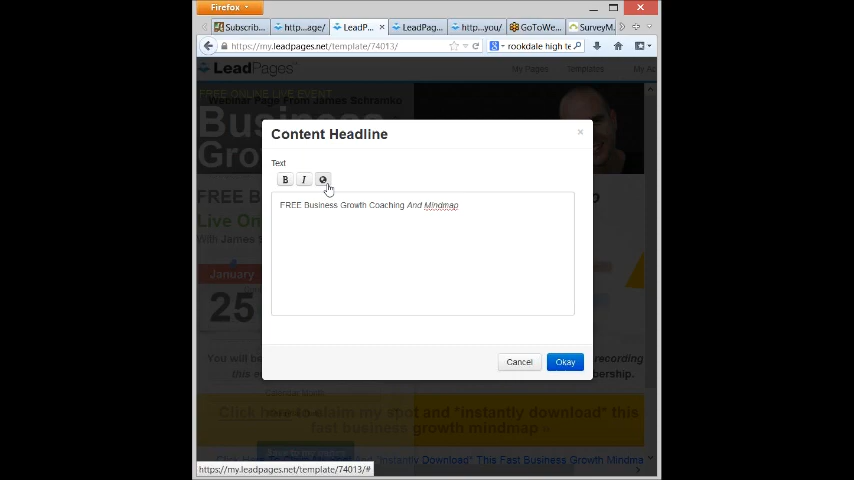 Firefox
Subscrib...
http...age/
LeadP...
LeadPag...
http...you/
GoToWe...
SurveyM...
https://my.leadpages.net/template/74013/
rookdale high te
LeadPages
My Pages
Templates
FREE ONLINE LIVE EVENT
Webinar Page From James Schramko
Business
Gro
Content Headline
×
Text
B I
FREE Business Growth Coaching And Mindmap
FREE B
Live On
With James S
January
25
Cancel
Okay
You will b
recording
this
bership.
Click here to claim my spot and "instantly download" this
fast business growth mindmap »
"Instantly Download" This Fast Business Growth Mindma
https://my.leadpages.net/template/74013/#